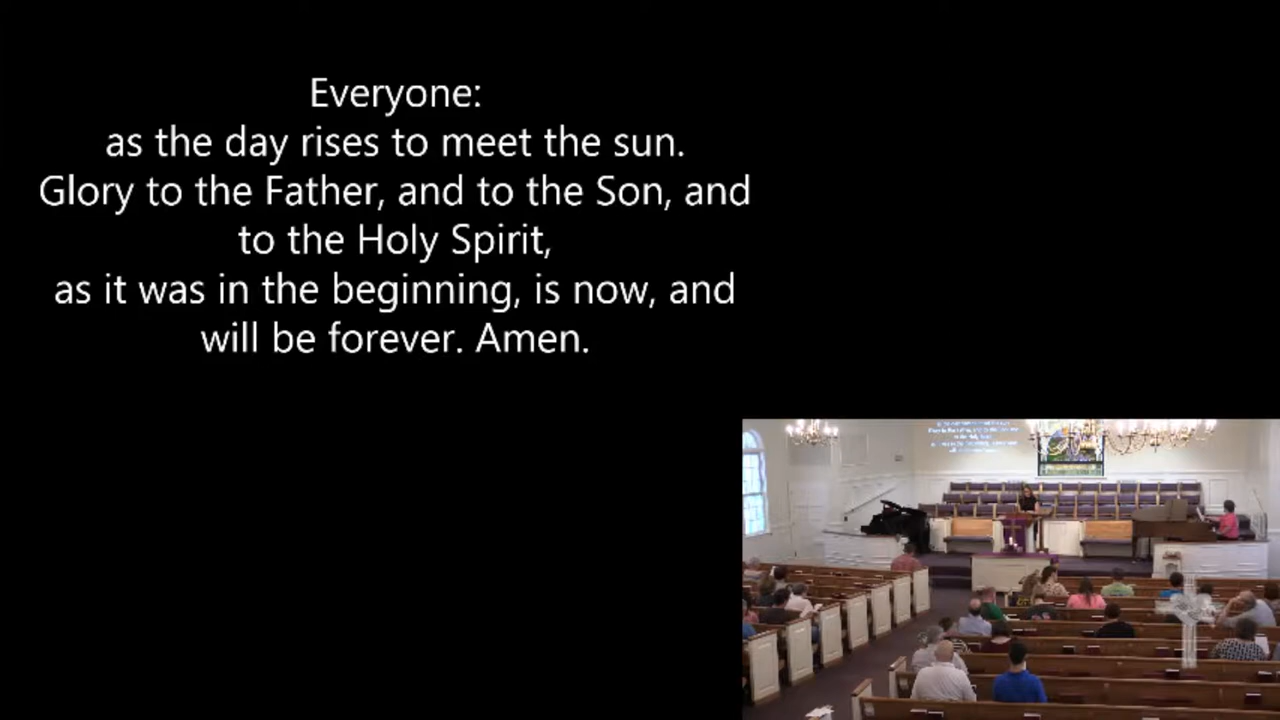 Everyone:
as the day rises to meet the sun.
Glory to the Father, and to the Son, and
to the Holy Spirit,
as it was in the beginning, is now, and
will be forever. Amen.